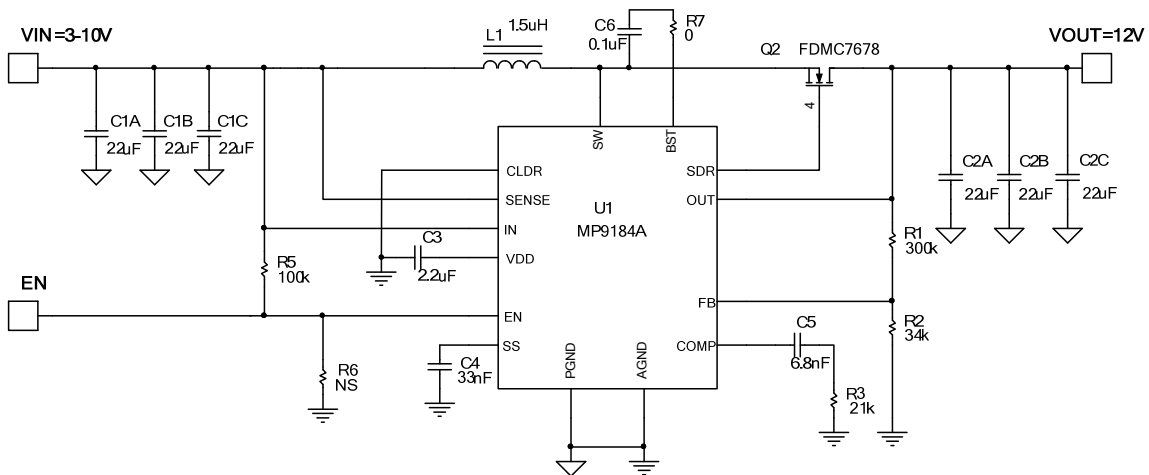 VIN=3-10V
L1
1.5uH
C6
0.1uF
R7
0
Q2
FDMC7678
VOUT=12V
4
C1A
22uF
C1B
22uF
C1C
22uF
SW
BST
CLDR
SDR
SENSE
OUT
IN
VDD
U1
MP9184A
C3
2.2uF
R5
100k
C2A
22uF
C2B
22uF
C2C
22uF
R1
300k
EN
EN
FB
R2
34k
SS
COMP
C5
6.8nF
C4
33nF
PGND
AGND
R6
NS
R3
21k